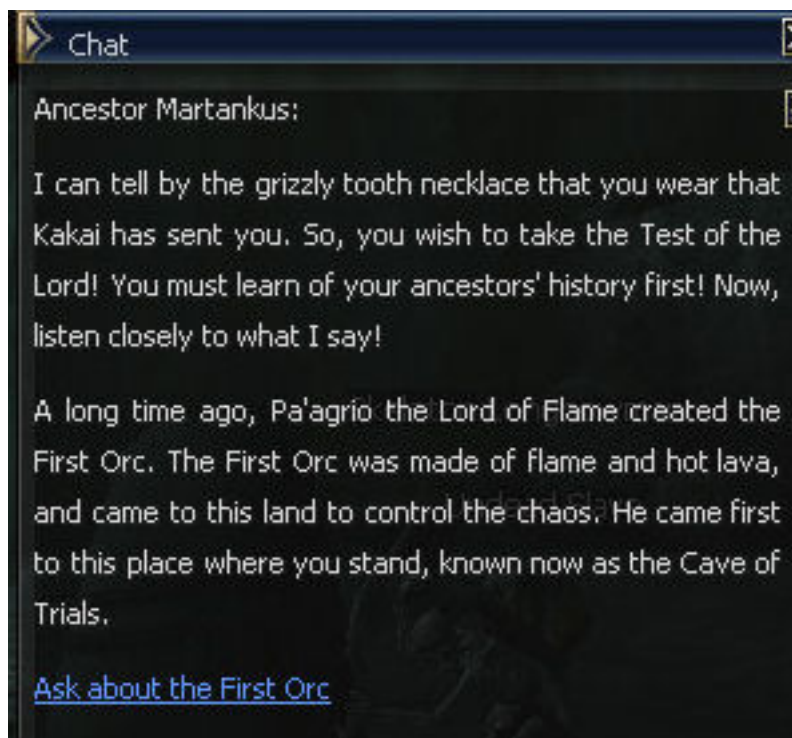 Chat
Ancestor Martankus:
I can tell by the grizzly tooth necklace that you wear that
Kakai has sent you. So, you wish to take the Test of the
Lord! You must learn of your ancestors' history first! Now,
listen closely to what I say!
A long time ago, Pa'agrio the Lord of Flame created the
First Orc. The First Orc was made of flame and hot lava,
and came to this land to control the chaos. He came first
to this place where you stand, known now as the Cave of
Trials.
Ask about the First Orc